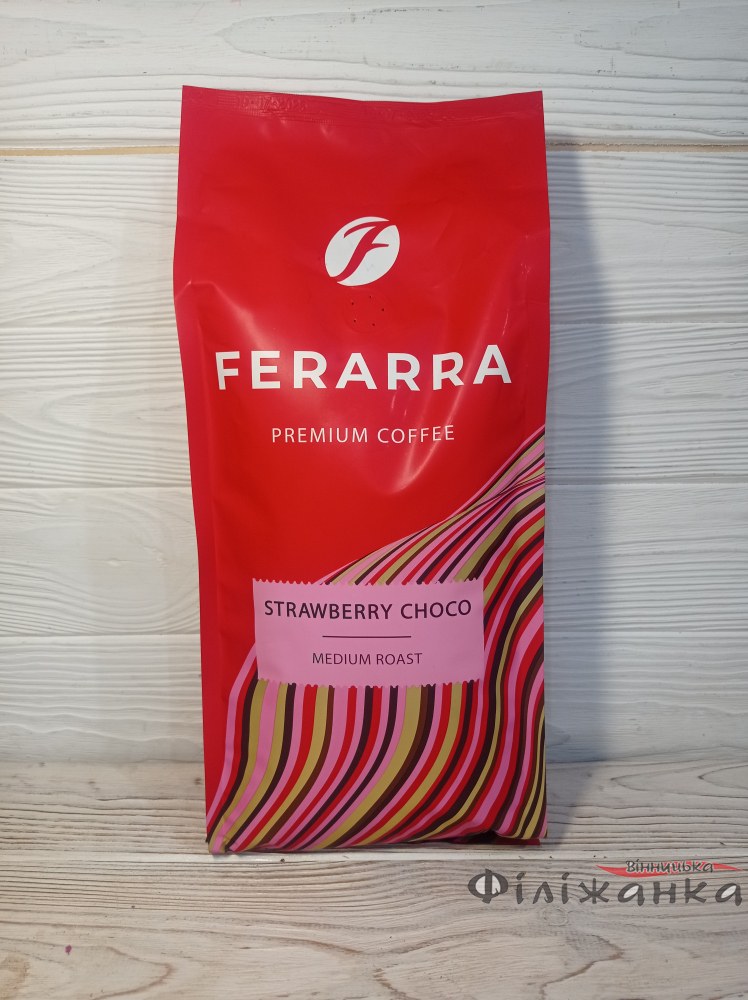 FERARRA
PREMIUM COFFEE
STRAWBERRY CHOCO
MEDIUM ROAST
Вінницька
Філіжанка